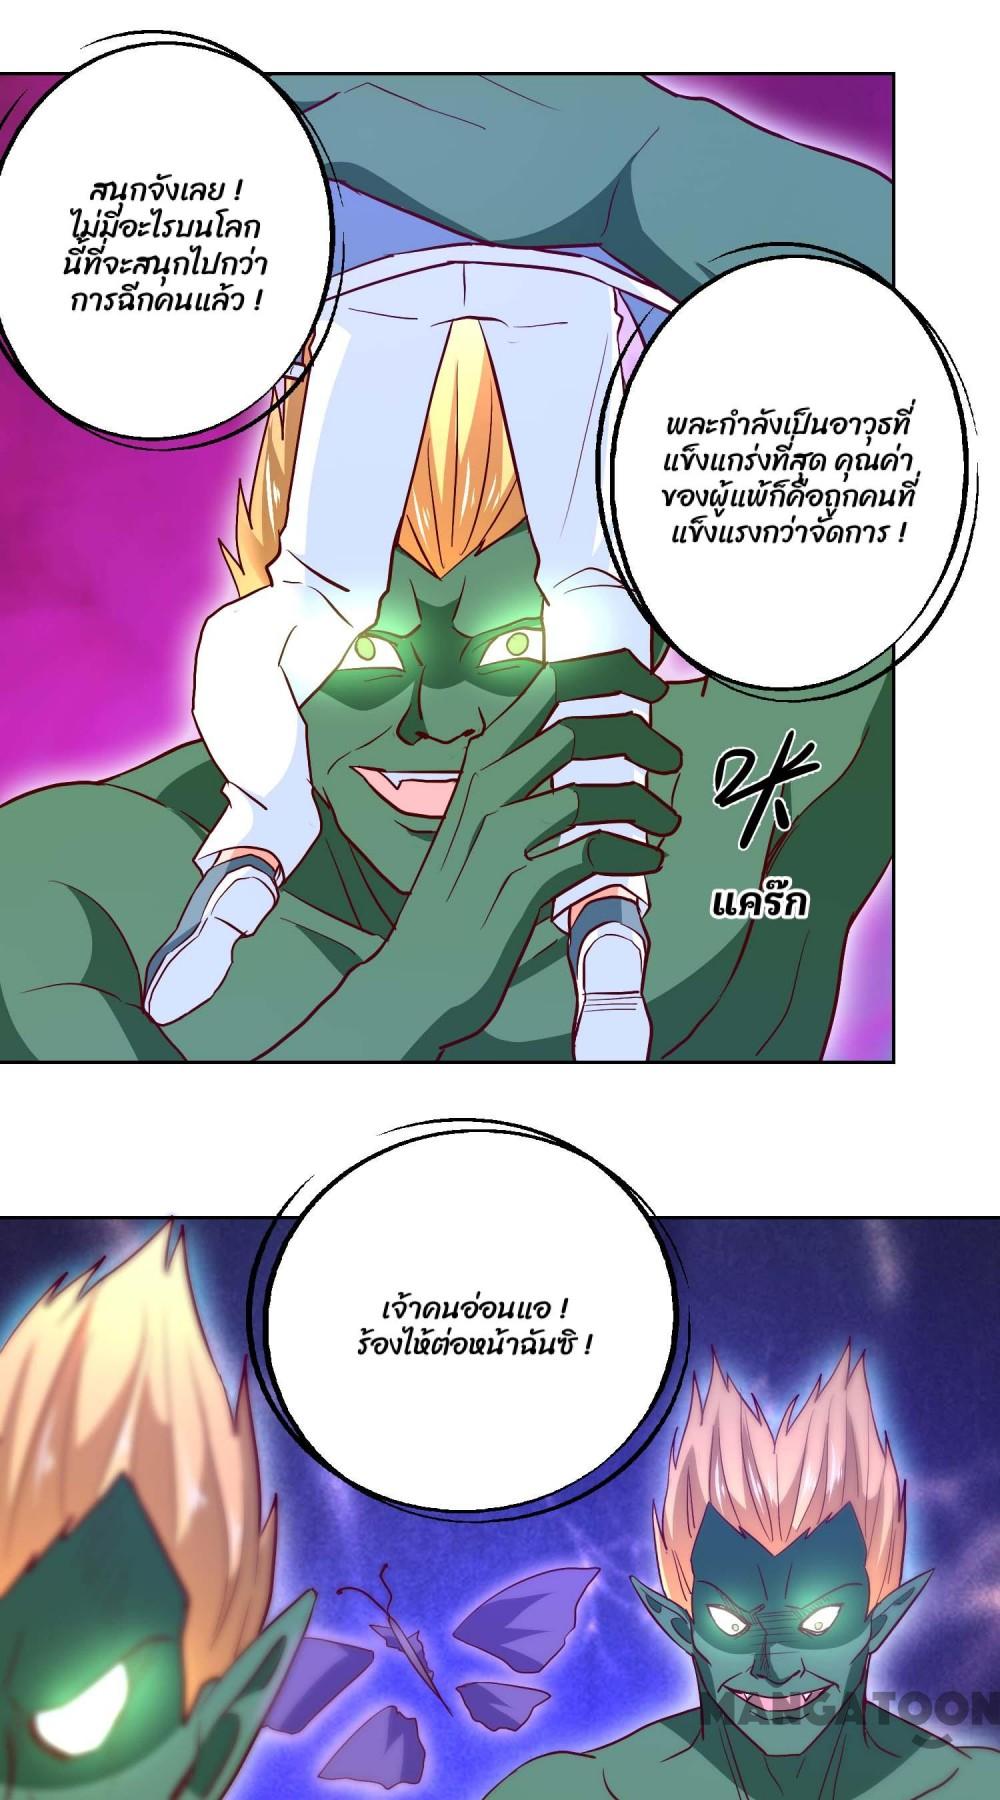 สนุกจังเลย !
ไม่มีอะไรบนโลก
นี้ที่จะสนุกไปกว่า
การฉีกคนแล้ว !
พละกำลังเป็นอาวุธที่
แข็งแกร่งที่สุด คุณค่า
ของผู้แพ้ก็คือถูกคนที่
แข็งแรงกว่าจัดการ !
咔
แคร๊ก
เจ้าคนอ่อนแอ !
ร้องไห้ต่อหน้าฉันซิ !
MANGATOON